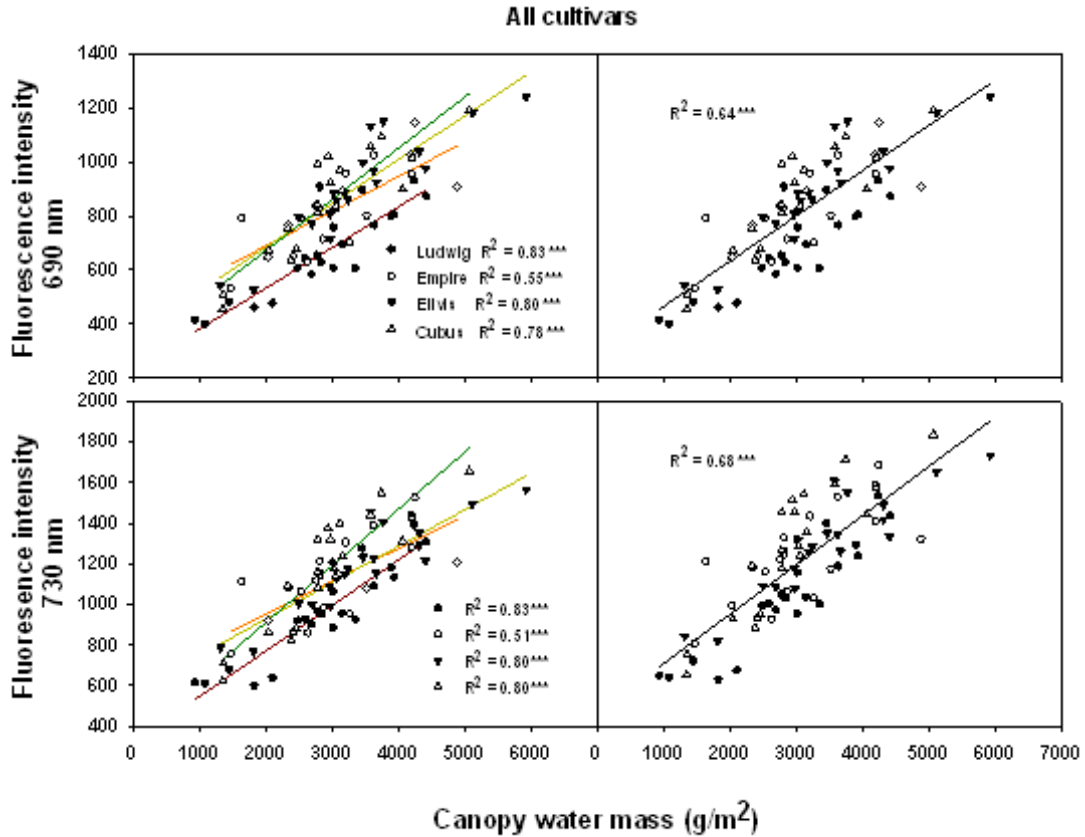 All cultivars
Fluorescence intensity
690 nm
1400
1200
1000
800
600
400
200
R² = 0.64 ***
Ludwig R² = 0.83 ***
Empire R² = 0.55 ***
Ellvis R² = 0.80 ***
Cubus R² = 0.78 ***
Fluoresence intensity
730 nm
2000
1800
1600
1400
1200
1000
800
600
400
R² = 0.68 ***
R² = 0.83 ***
R² = 0.51 ***
R² = 0.80 ***
R² = 0.80 ***
0 1000 2000 3000 4000 5000 6000 0 1000 2000 3000 4000 5000 6000 7000
Canopy water mass (g/m²)